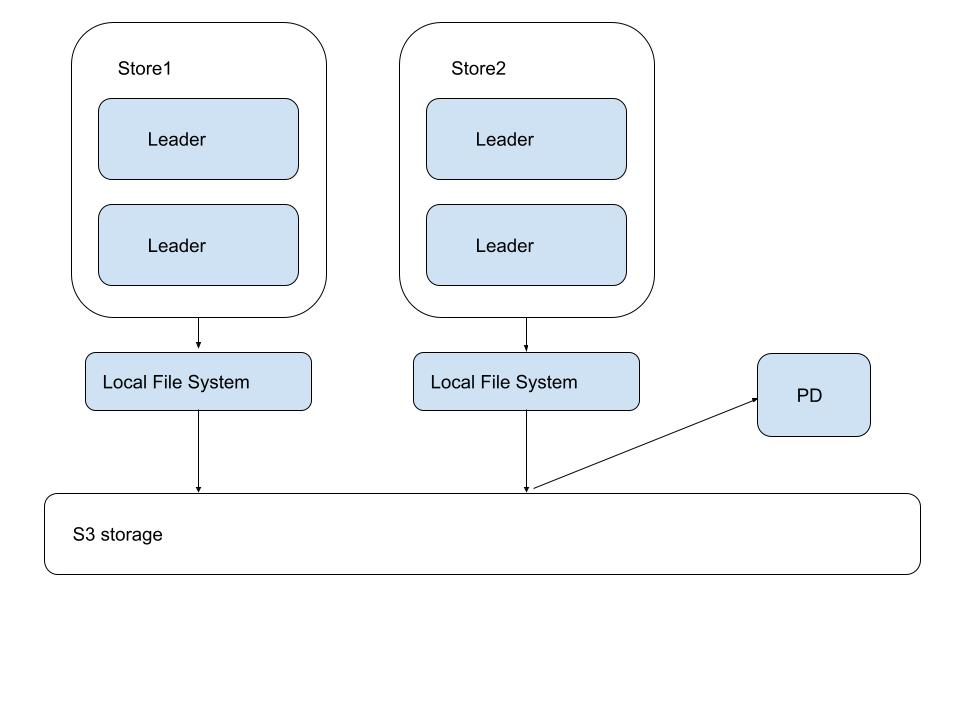 Store1
Store2
Leader
Leader
Leader
Leader
Local File System
Local File System
PD
S3 storage